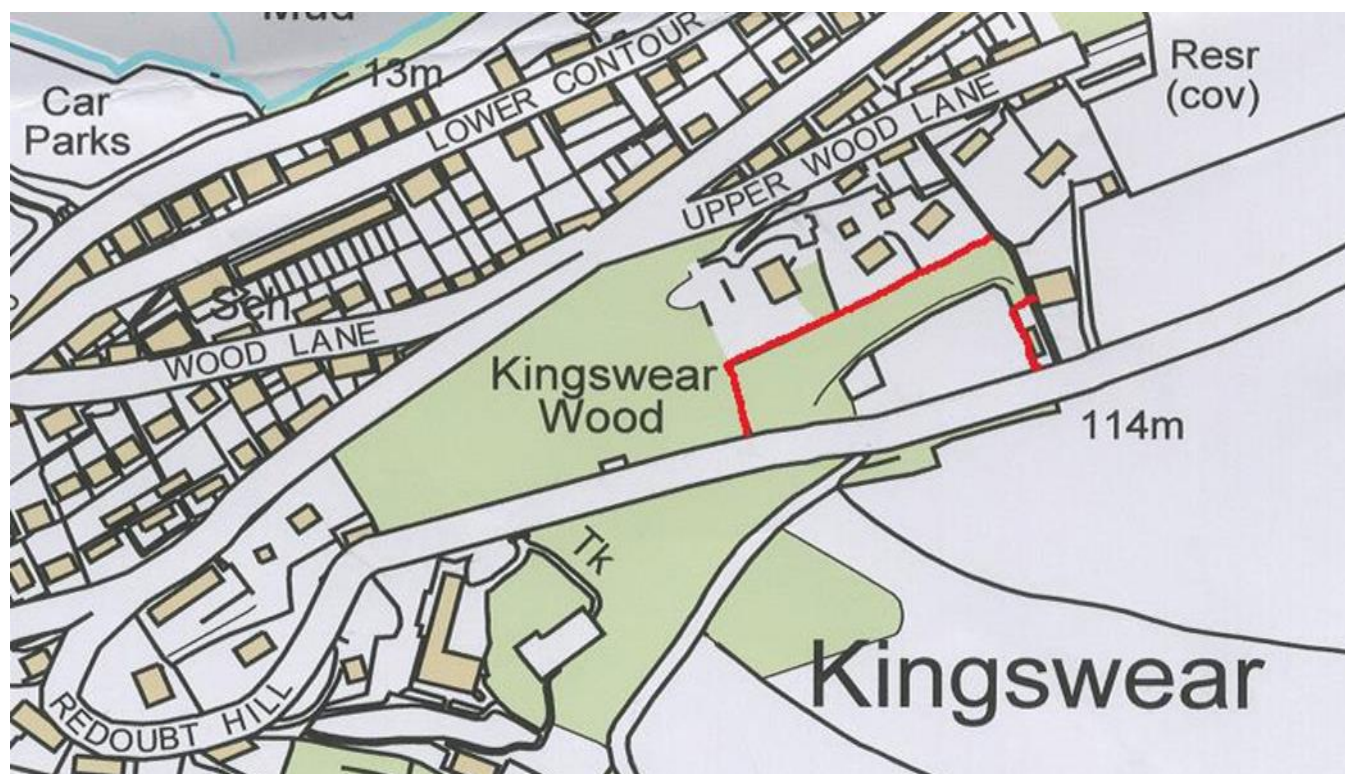 Mud
13m
LOWER CONTOUR
Resr
(cov)
Car
Parks
UPPER WOOD LANE
Sch
WOOD LANE
Kingswear
Wood
114m
Tk
Kingswear
REDOUBT HILL